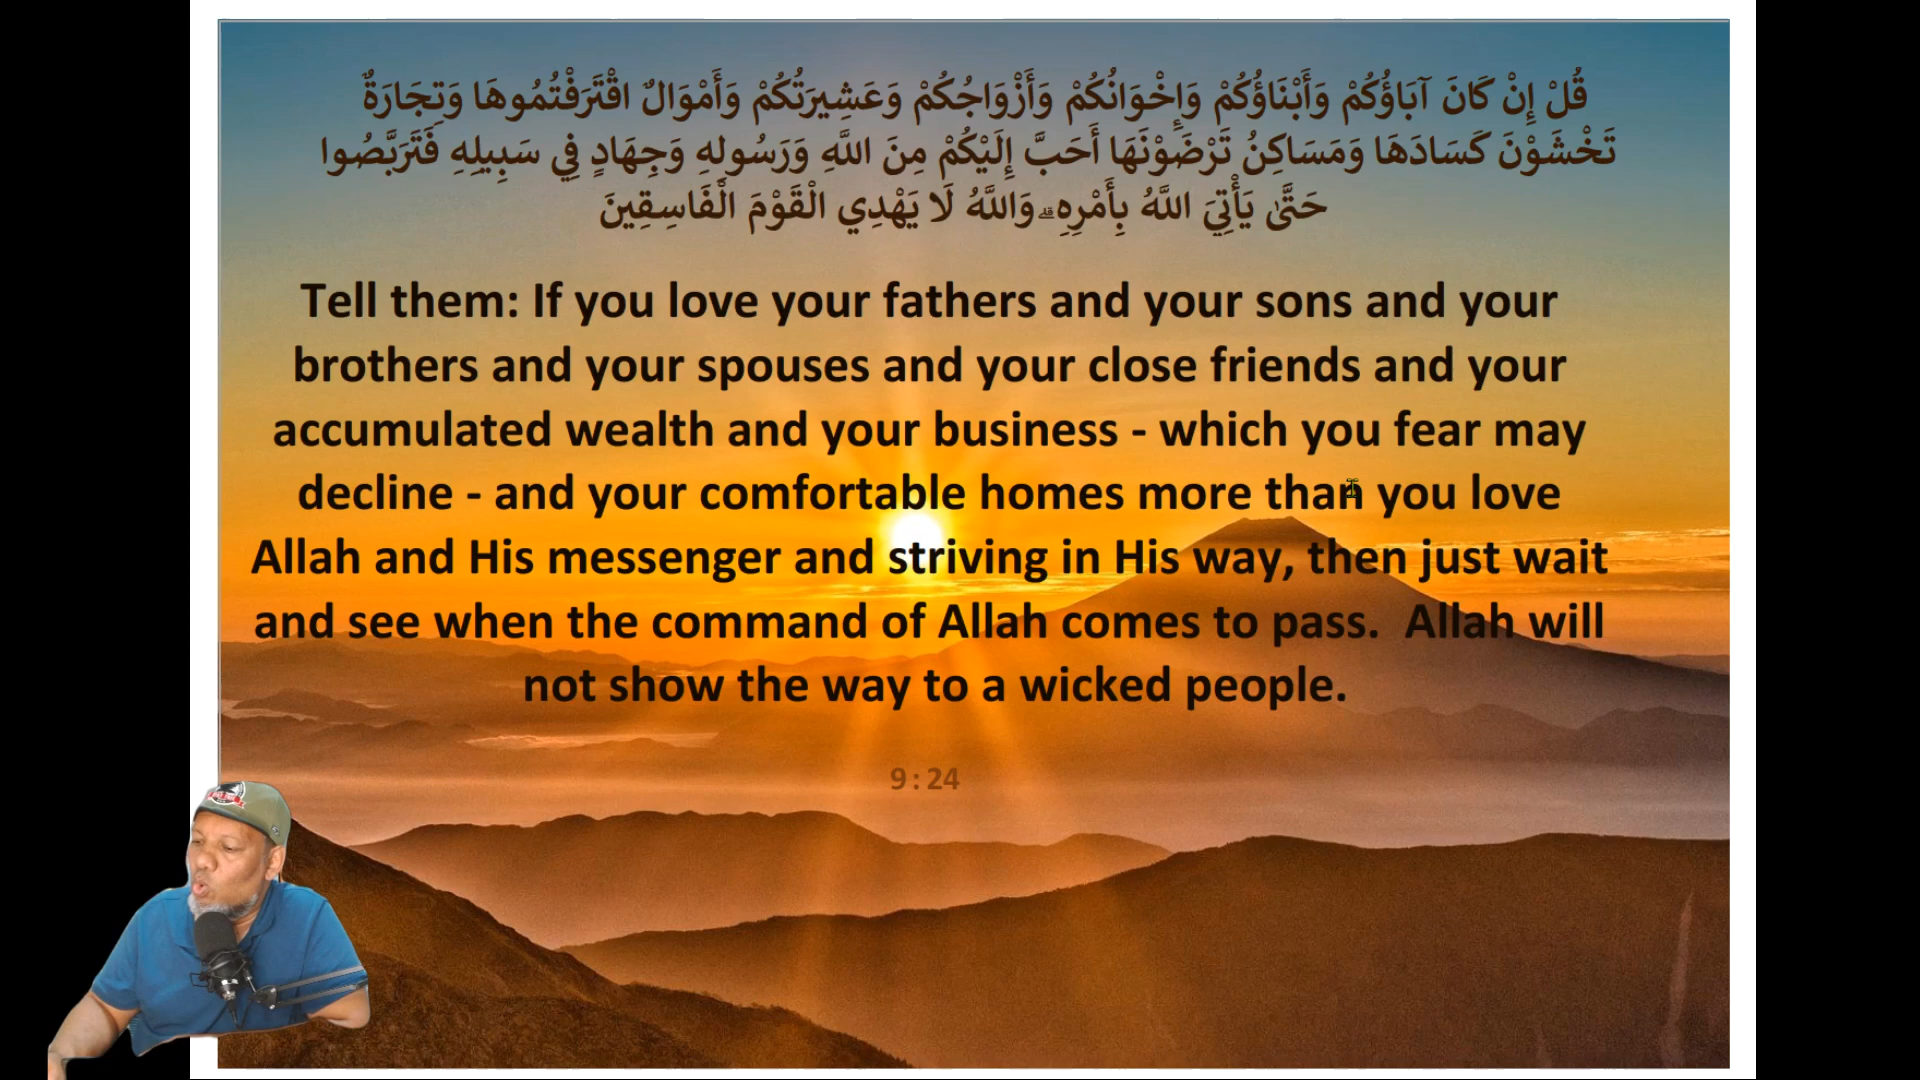 قُلْ إِنْ كَانَ آبَاؤُكُمْ وَأَبْنَاؤُكُمْ وَإِخْوَانُكُمْ وَأَزْوَاجُكُمْ وَعَشِيرَتُكُمْ وَأَمْوَالٌ اقْتَرَفْتُمُوهَا وَتِجَارَةٌ
تَخْشَوْنَ كَسَادَهَا وَمَسَاكِنُ تَرْضَوْنَهَا أَحَبَّ إِلَيْكُمْ مِنَ اللَّهِ وَرَسُولِهِ وَجِهَادٍ فِي سَبِيلِهِ فَتَرَبَّصُوا
حَتَّىٰ يَأْتِيَ اللَّهُ بِأَمْرِهِ ۗ وَاللَّهُ لَا يَهْدِي الْقَوْمَ الْفَاسِقِينَ
Tell them: If you love your fathers and your sons and your
brothers and your spouses and your close friends and your
accumulated wealth and your business - which you fear may
decline - and your comfortable homes more than you love
Allah and His messenger and striving in His way, then just wait
and see when the command of Allah comes to pass.  Allah will
not show the way to a wicked people.
9:24